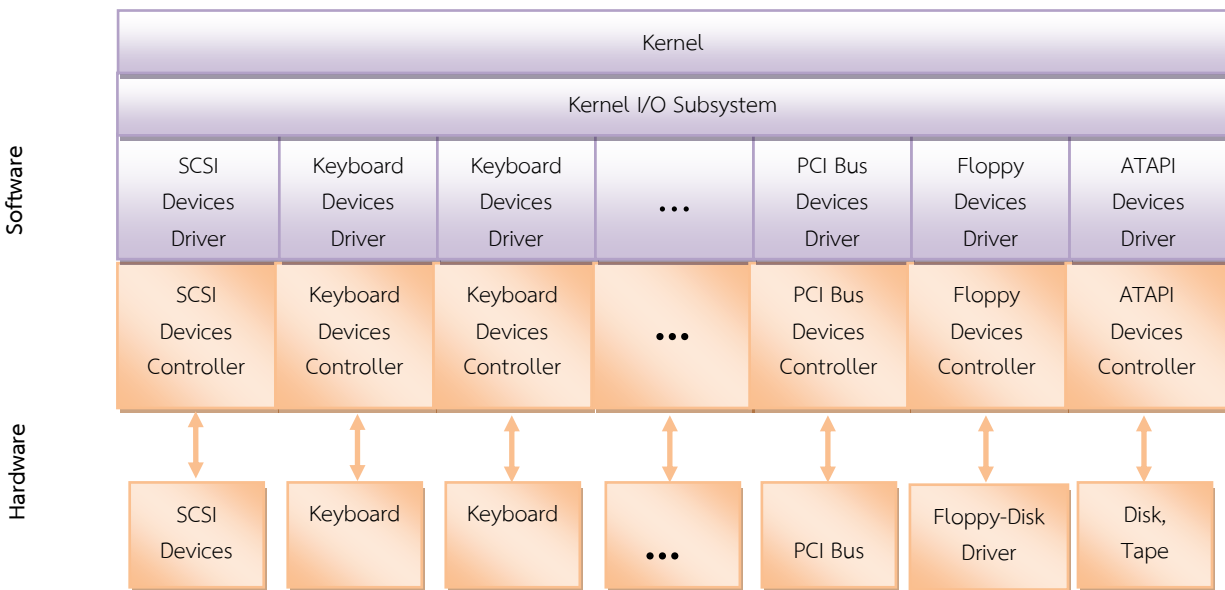 Kernel
Kernel I/O Subsystem
Software
SCSI
Devices
Driver
Keyboard
Devices
Driver
Keyboard
Devices
Driver
...
PCI Bus
Devices
Driver
Floppy
Devices
Driver
ATAPI
Devices
Driver
SCSI
Devices
Controller
Keyboard
Devices
Controller
Keyboard
Devices
Controller
...
PCI Bus
Devices
Controller
Floppy
Devices
Controller
ATAPI
Devices
Controller
Hardware
SCSI
Devices
Keyboard
Keyboard
...
PCI Bus
Floppy-Disk
Driver
Disk,
Tape